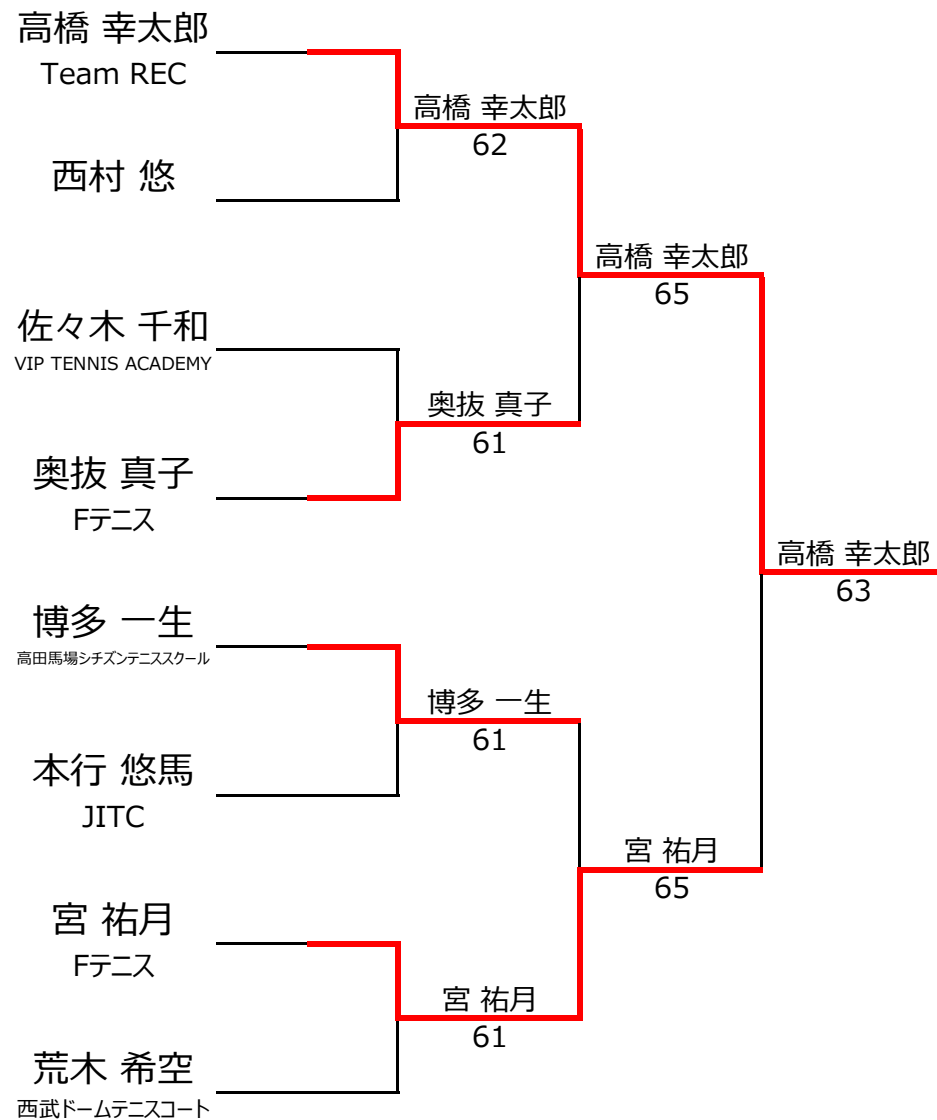 高橋 幸太郎
Team REC
西村 悠
佐々木 千和
VIP TENNIS ACADEMY
奥抜 真子
Fテニス
博多 一生
高田馬場シチズンテニススクール
本行 悠馬
JITC
宮 祐月
Fテニス
荒木 希空
西武ドームテニスコート
高橋 幸太郎
62
奥抜 真子
61
博多 一生
61
宮 祐月
61
高橋 幸太郎
65
宮 祐月
65
高橋 幸太郎
63